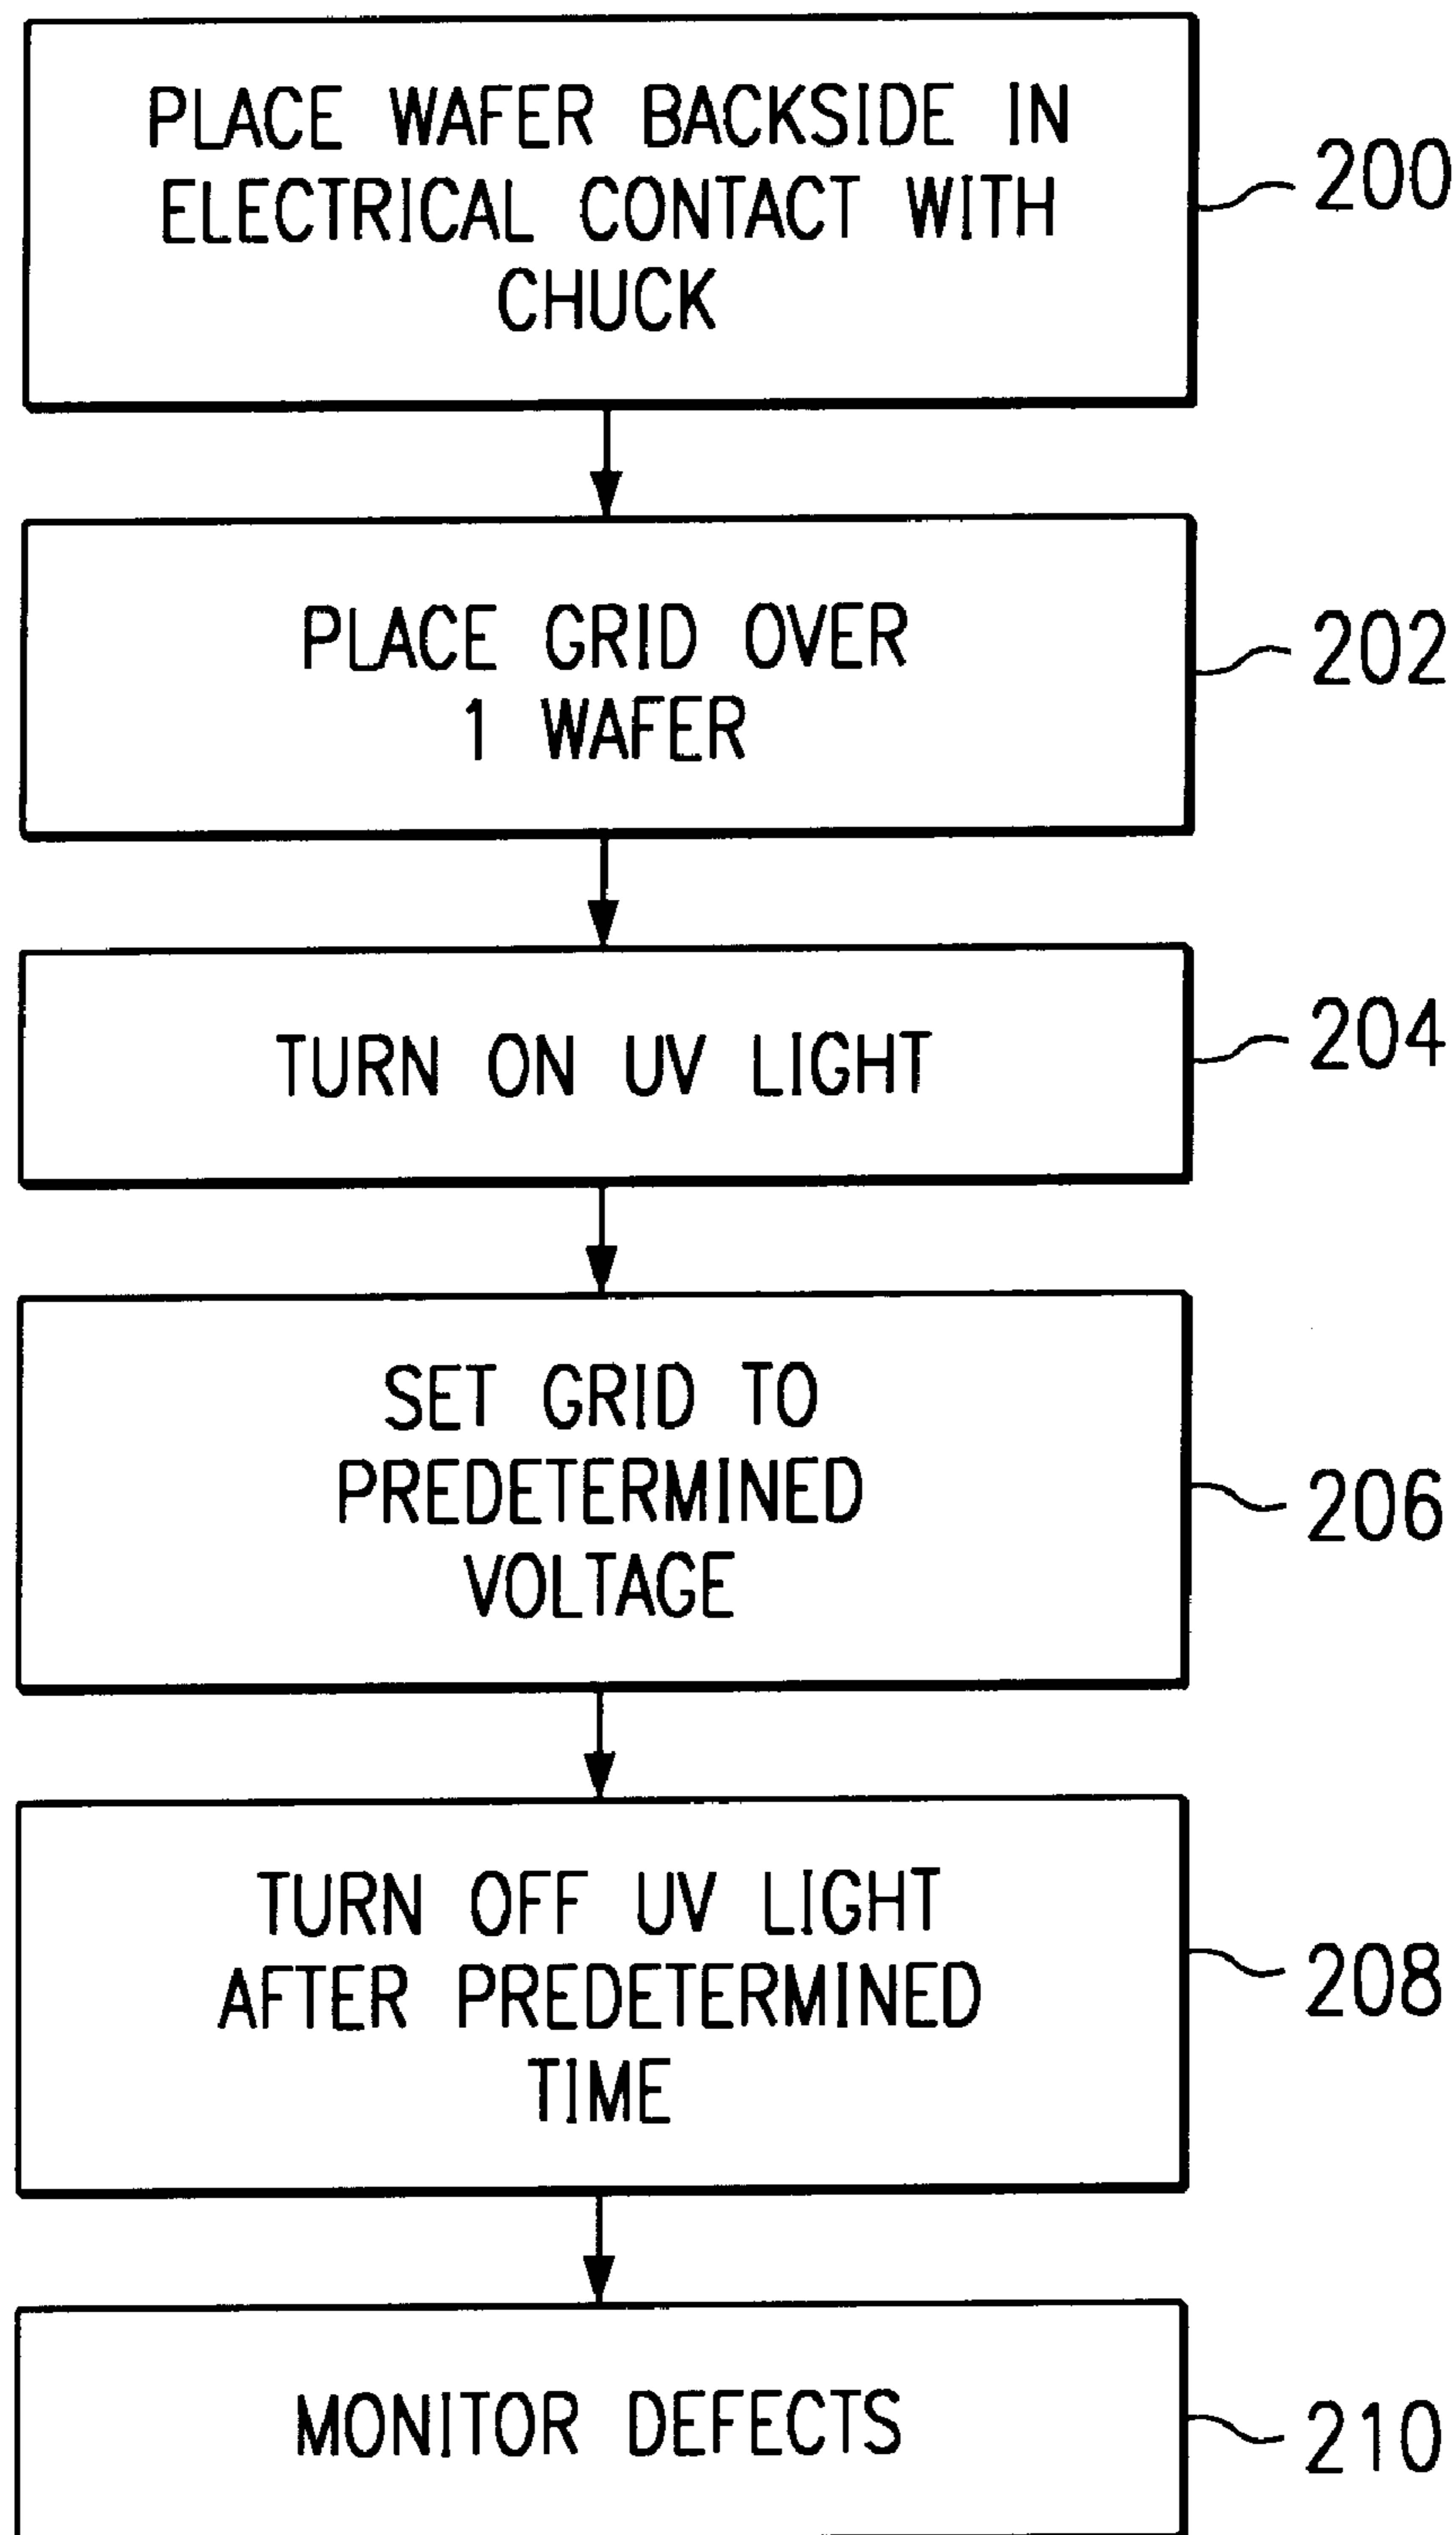 PLACE WAFER BACKSIDE IN
ELECTRICAL CONTACT WITH
CHUCK
200
PLACE GRID OVER
1 WAFER
202
TURN ON UV LIGHT
204
SET GRID TO
PREDETERMINED
VOLTAGE
206
TURN OFF UV LIGHT
AFTER PREDETERMINED
TIME
208
MONITOR DEFECTS
210